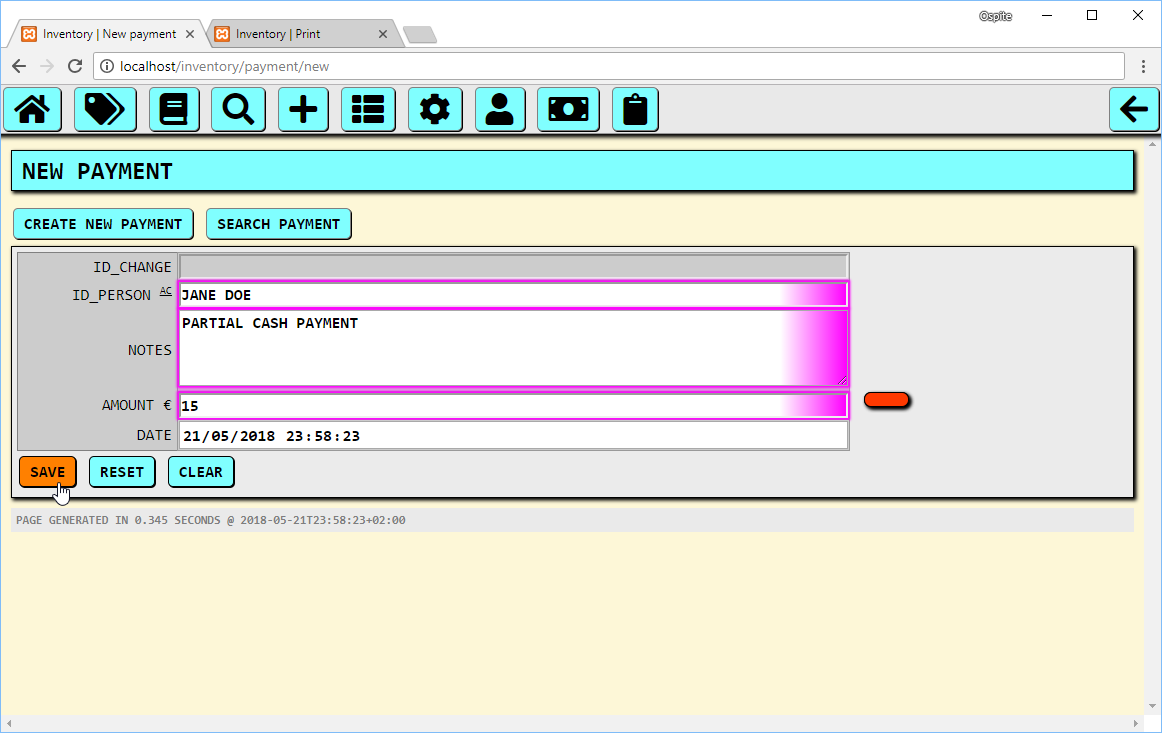 Ospite
Inventory | New payment
Inventory | Print
localhost/inventory/payment/new
NEW PAYMENT
CREATE NEW PAYMENT
SEARCH PAYMENT
ID_CHANGE
ID_PERSON AC
JANE DOE
NOTES
PARTIAL CASH PAYMENT
AMOUNT €
15
DATE
21/05/2018 23:58:23
SAVE
RESET
CLEAR
PAGE GENERATED IN 0.345 SECONDS @ 2018-05-21T23:58:23+02:00